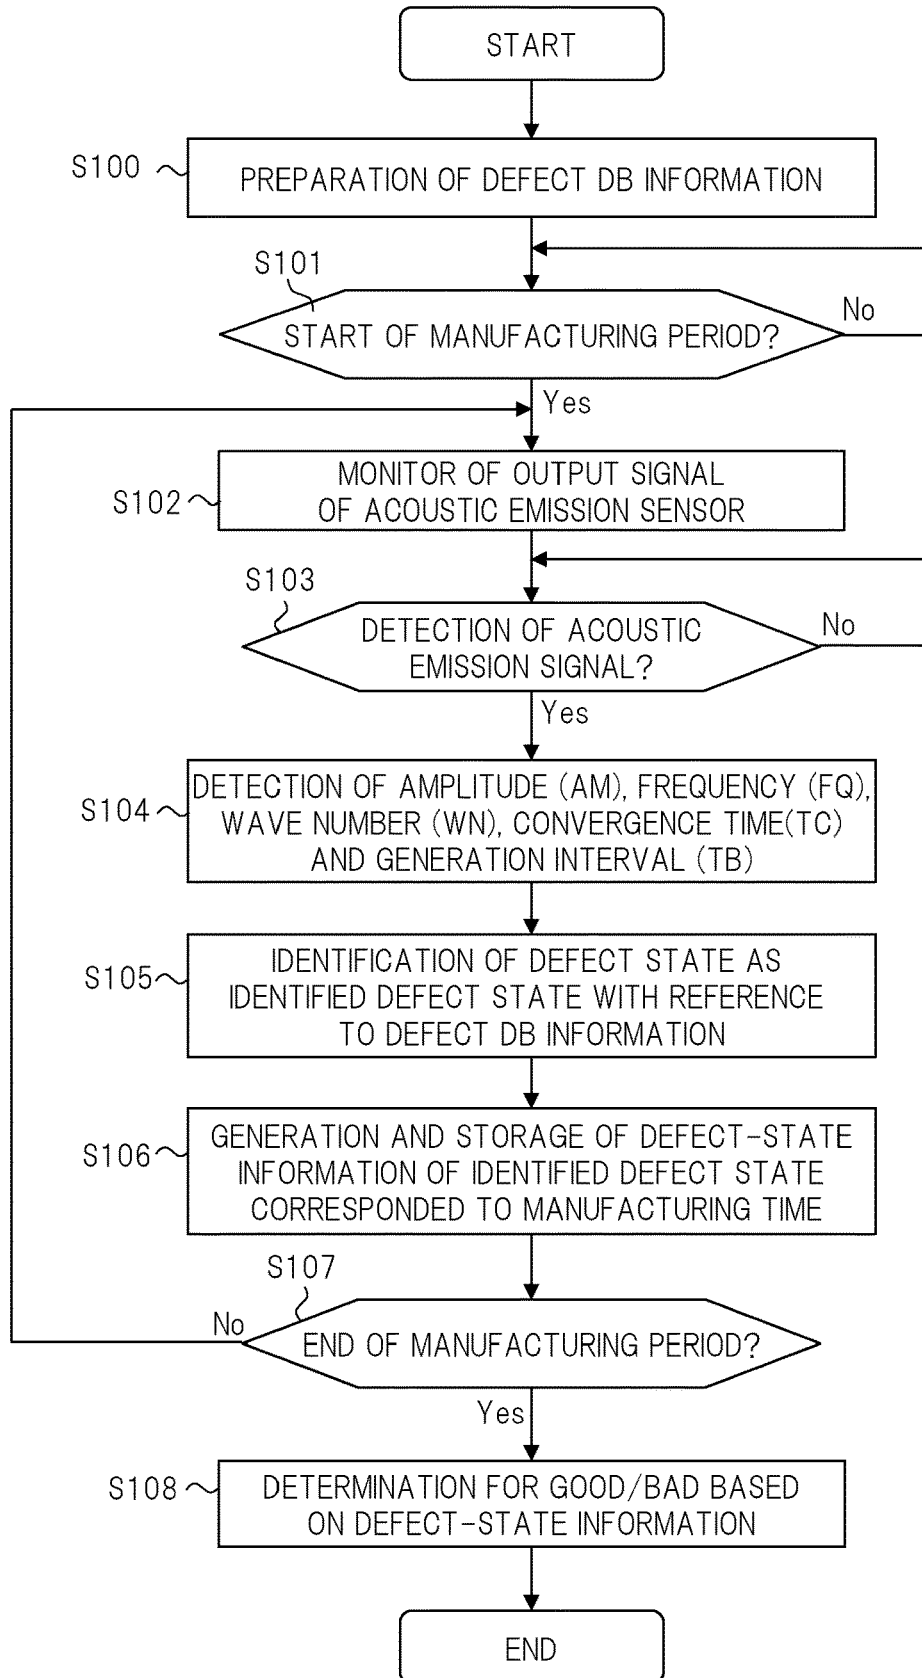 START
S100
PREPARATION OF DEFECT DB INFORMATION
S101
START OF MANUFACTURING PERIOD?
No
Yes
S102
MONITOR OF OUTPUT SIGNAL
OF ACOUSTIC EMISSION SENSOR
S103
DETECTION OF ACOUSTIC
EMISSION SIGNAL?
No
Yes
S104
DETECTION OF AMPLITUDE (AM), FREQUENCY (FQ),
WAVE NUMBER (WN), CONVERGENCE TIME(TC)
AND GENERATION INTERVAL (TB)
S105
IDENTIFICATION OF DEFECT STATE AS
IDENTIFIED DEFECT STATE WITH REFERENCE
TO DEFECT DB INFORMATION
S106
GENERATION AND STORAGE OF DEFECT-STATE
INFORMATION OF IDENTIFIED DEFECT STATE
CORRESPONDED TO MANUFACTURING TIME
S107
No
END OF MANUFACTURING PERIOD?
Yes
S108
DETERMINATION FOR GOOD/BAD BASED
ON DEFECT-STATE INFORMATION
END